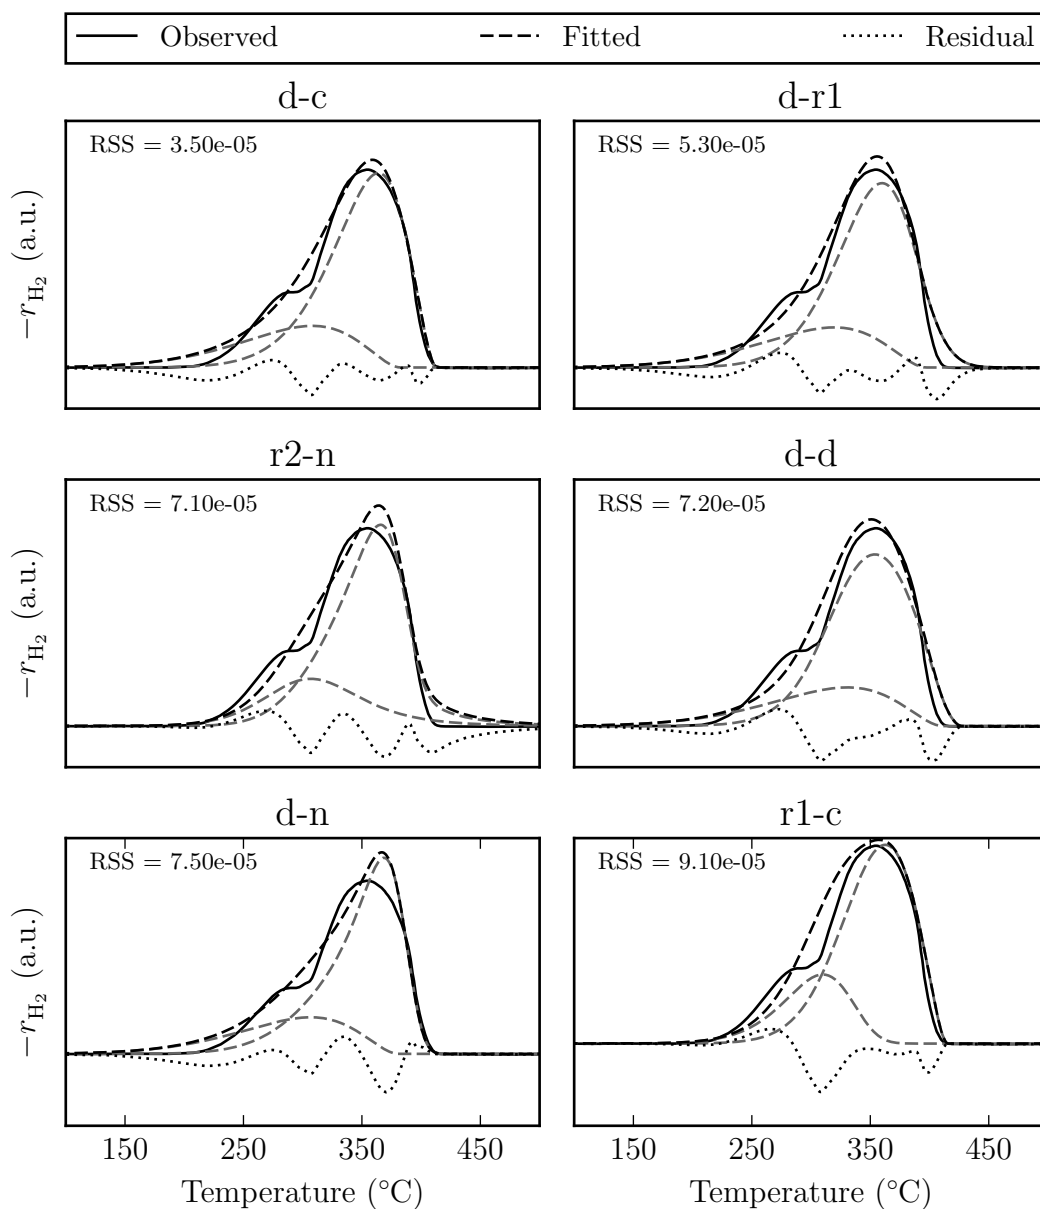 Observed Fitted Residual
d-c d-r1
RSS = 3.50e-05 RSS = 5.30e-05
−r_H₂ (a.u.)
r2-n d-d
RSS = 7.10e-05 RSS = 7.20e-05
−r_H₂ (a.u.)
d-n r1-c
RSS = 7.50e-05 RSS = 9.10e-05
−r_H₂ (a.u.)
150 250 350 450 150 250 350 450
Temperature (°C) Temperature (°C)